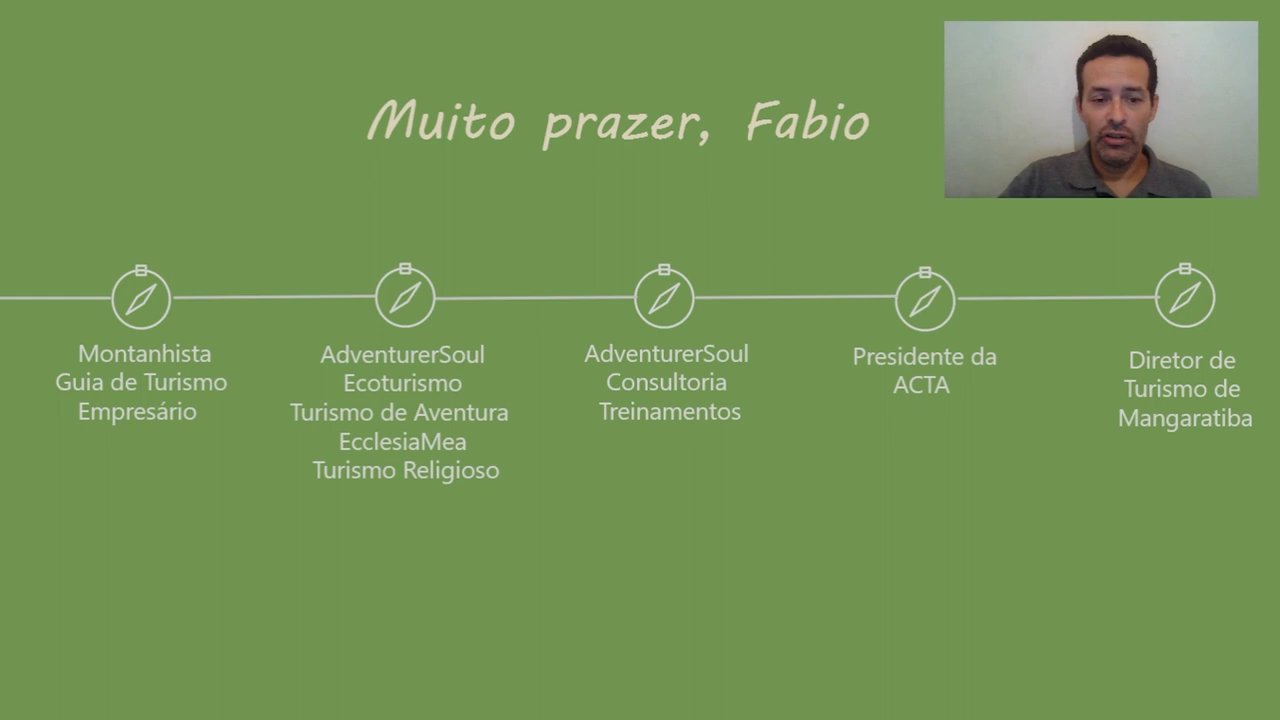 Muito prazer, Fabio
Montanhista
Guia de Turismo
Empresário
AdventurerSoul
Ecoturismo
Turismo de Aventura
EcclesiaMea
Turismo Religioso
AdventurerSoul
Consultoria
Treinamentos
Presidente da
ACTA
Diretor de
Turismo de
Mangaratiba